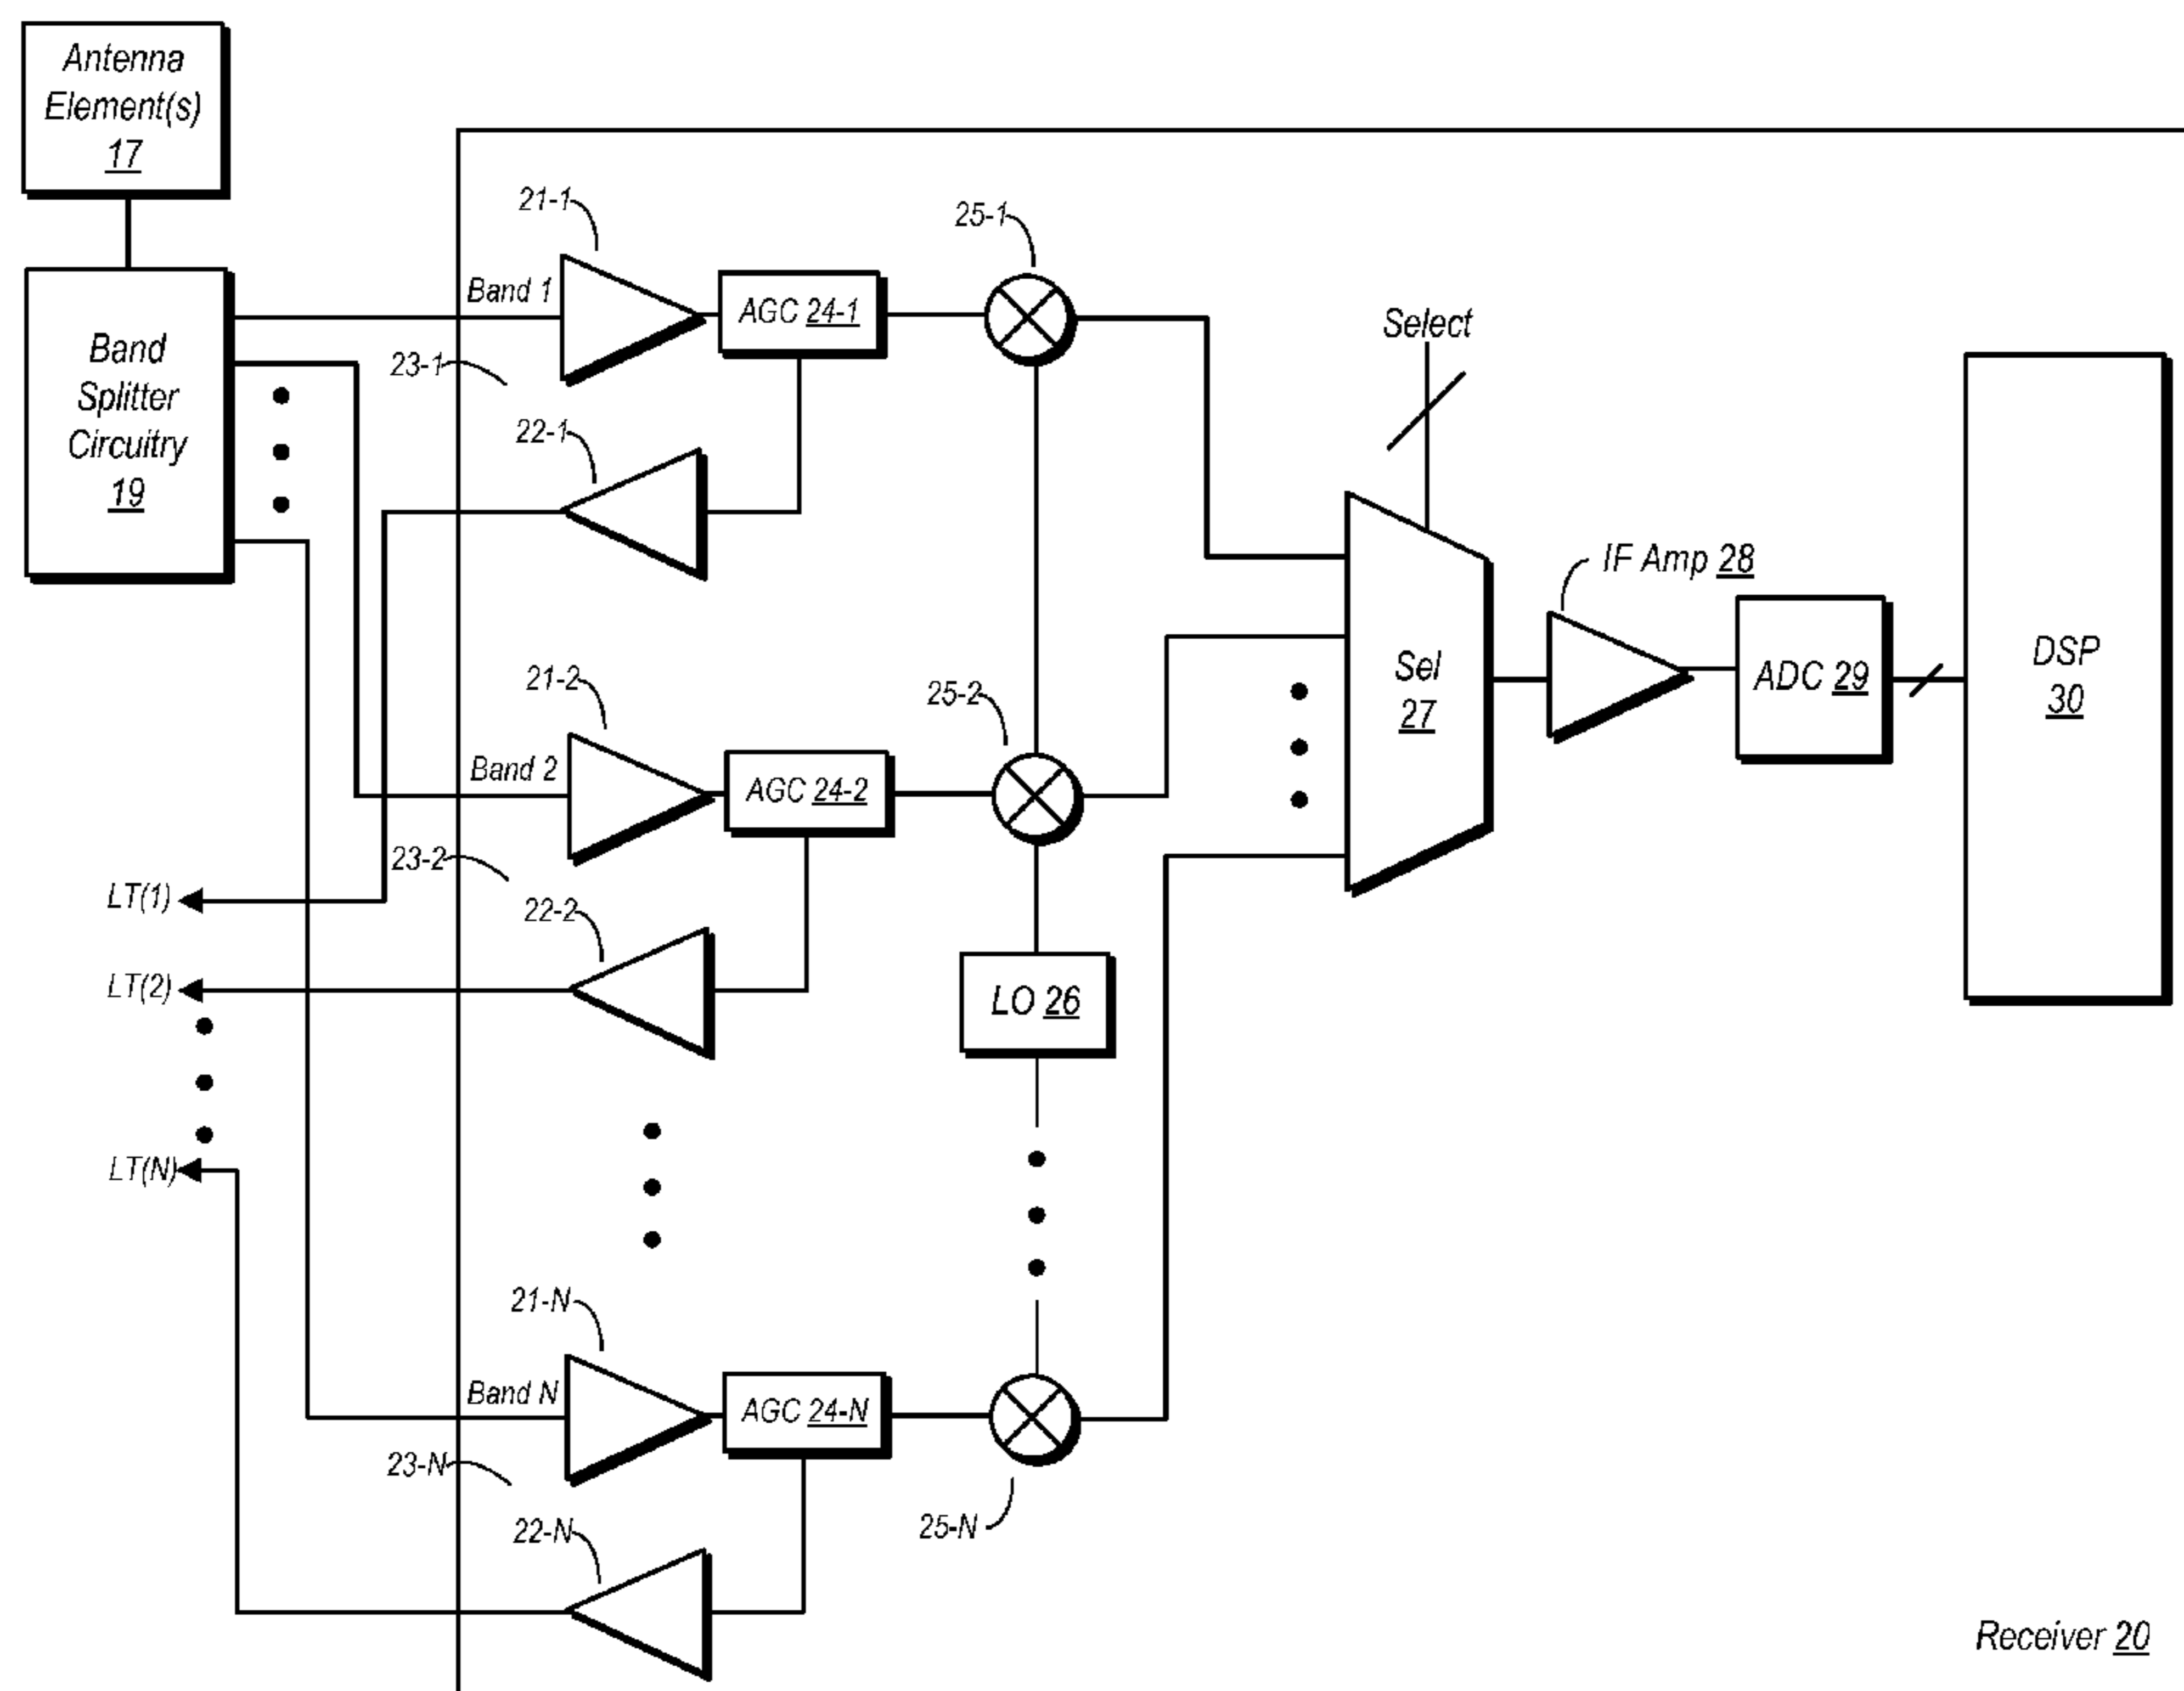 Antenna
Element(s)
17
Band
Splitter
Circuitry
19
21-1
Band 1
AGC 24-1
25-1
23-1
22-1
Select
IF Amp 28
Sel
27
ADC 29
DSP
30
21-2
Band 2
AGC 24-2
25-2
23-2
22-2
LT(1)
LT(2)
LT(N)
LO 26
21-N
Band N
AGC 24-N
23-N
22-N
25-N
Receiver 20